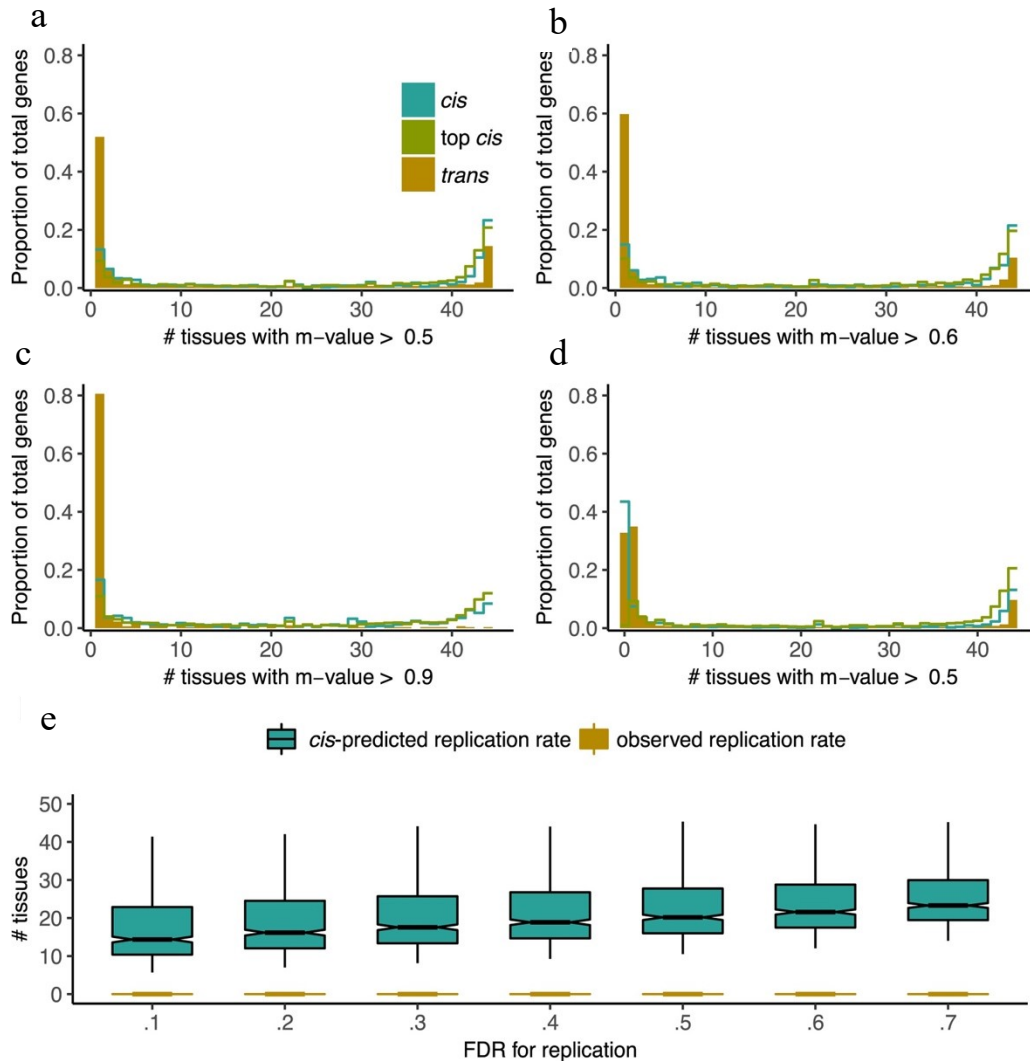 a
0.8
0.6
0.4
0.2
0.0
Proportion of total genes
cis
top cis
trans
0 10 20 30 40
# tissues with m−value > 0.5
b
0.8
0.6
0.4
0.2
0.0
Proportion of total genes
0 10 20 30 40
# tissues with m−value > 0.6
c
0.8
0.6
0.4
0.2
0.0
Proportion of total genes
0 10 20 30 40
# tissues with m−value > 0.9
d
0.8
0.6
0.4
0.2
0.0
Proportion of total genes
0 10 20 30 40
# tissues with m−value > 0.5
e
cis-predicted replication rate observed replication rate
50
40
30
20
10
0
# tissues
.1 .2 .3 .4 .5 .6 .7
FDR for replication